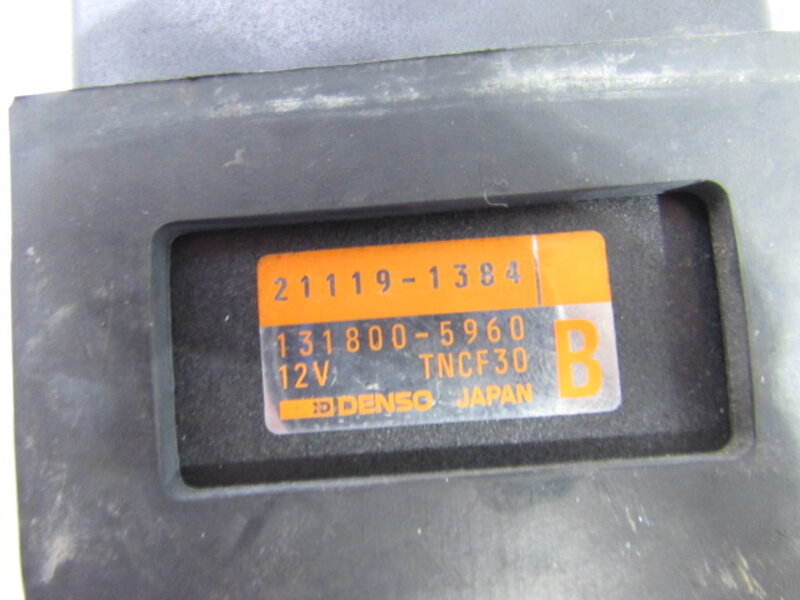 21119-1384
131800-5960
12V TNCF30 B
DENSO JAPAN